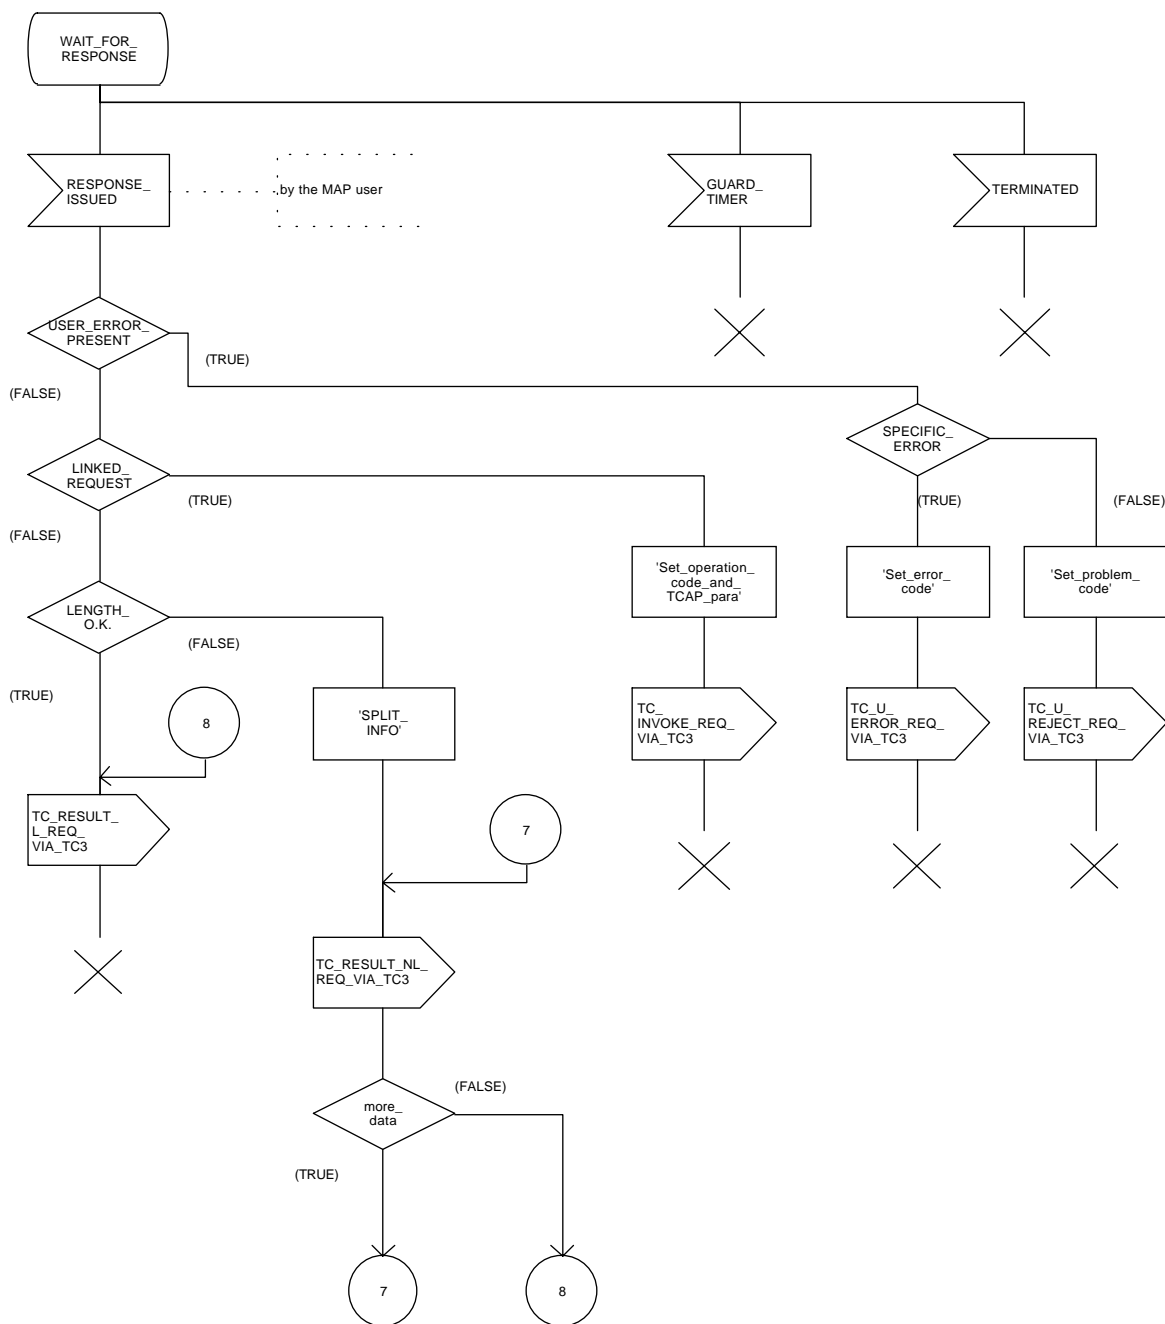 WAIT_FOR_
RESPONSE
RESPONSE_
ISSUED
by the MAP user
GUARD_
TIMER
TERMINATED
USER_ERROR_
PRESENT
(TRUE)
(FALSE)
SPECIFIC_
ERROR
LINKED_
REQUEST
(TRUE)
(TRUE)
(FALSE)
(FALSE)
'Set_operation_
code_and_
TCAP_para'
'Set_error_
code'
'Set_problem_
code'
LENGTH_
O.K.
(FALSE)
(TRUE)
8
'SPLIT_
INFO'
TC_
INVOKE_REQ_
VIA_TC3
TC_U_
ERROR_REQ_
VIA_TC3
TC_U_
REJECT_REQ_
VIA_TC3
TC_RESULT_
L_REQ_
VIA_TC3
7
TC_RESULT_NL_
REQ_VIA_TC3
more_
data
(FALSE)
(TRUE)
7
8